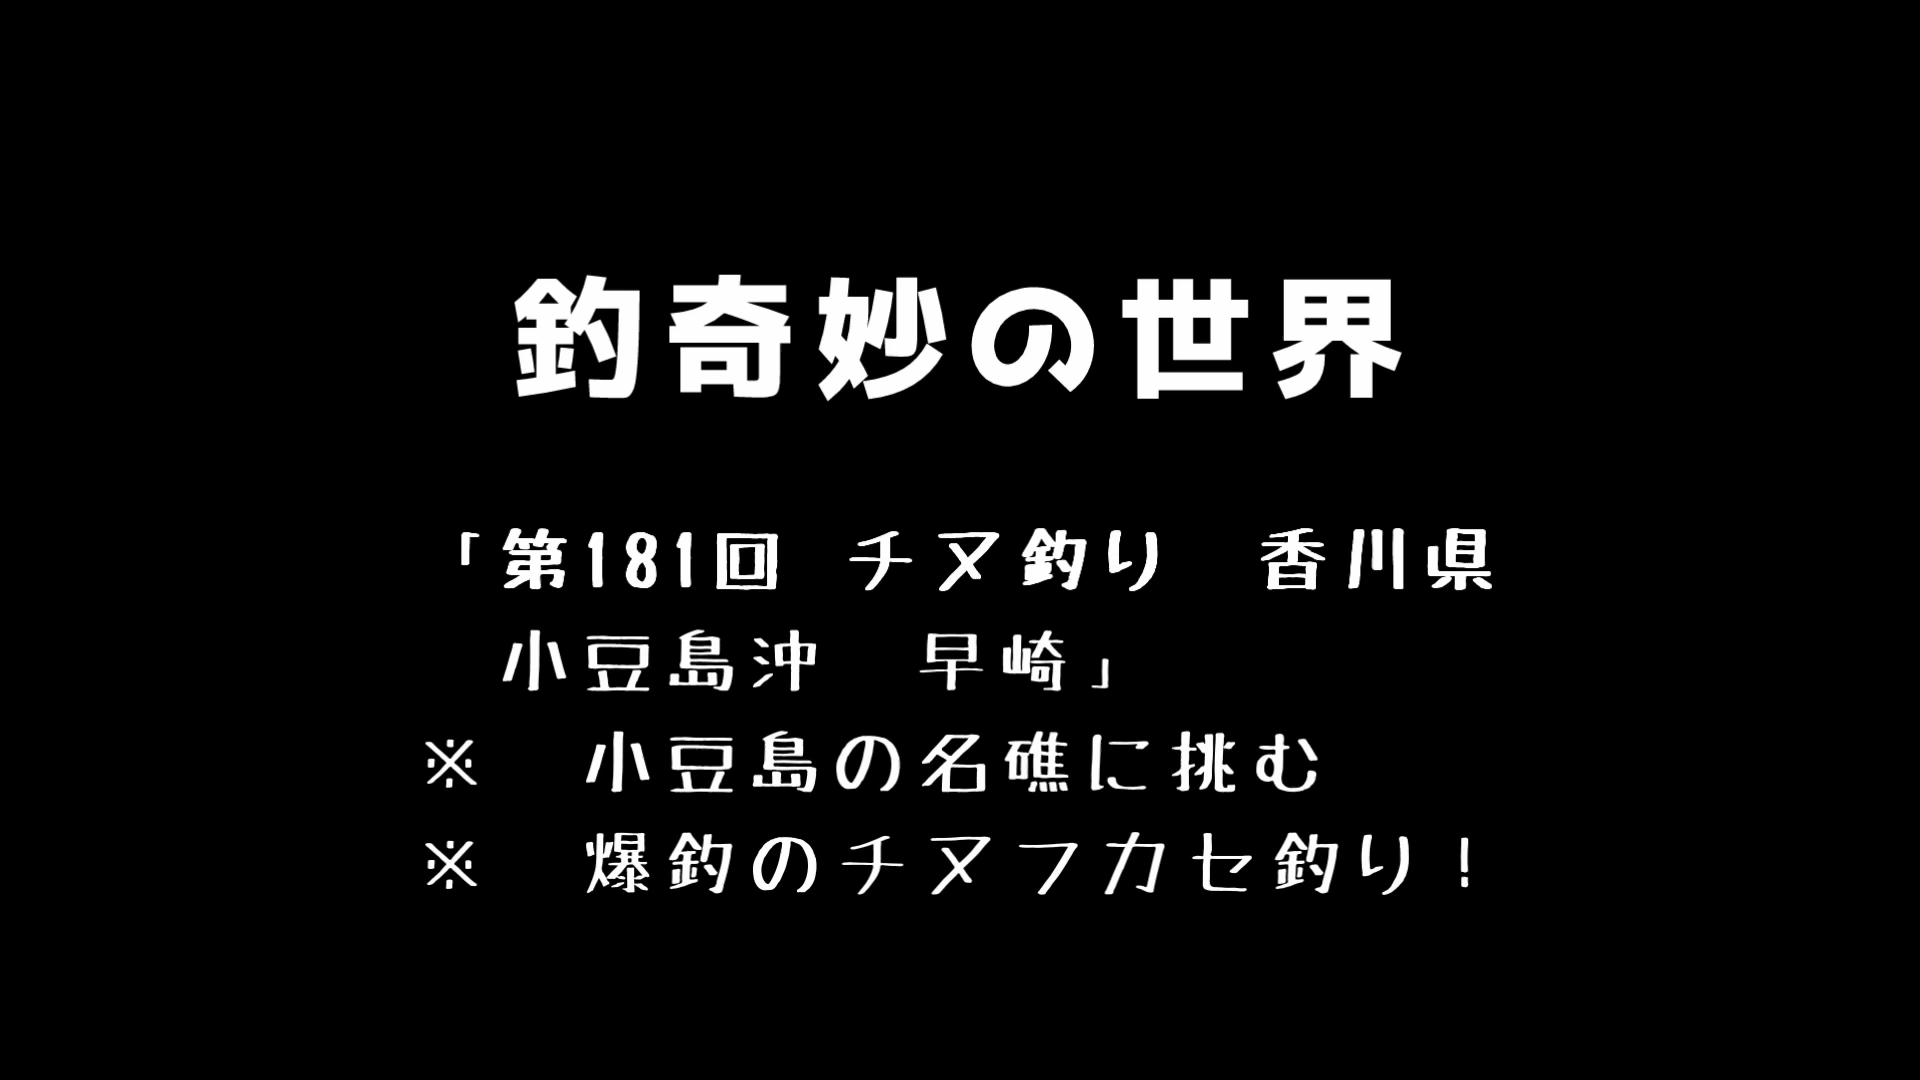 釣奇妙の世界
「第181回 チヌ釣り　香川県
小豆島沖　早崎」
※　小豆島の名礁に挑む
※　爆釣のチヌフカセ釣り！